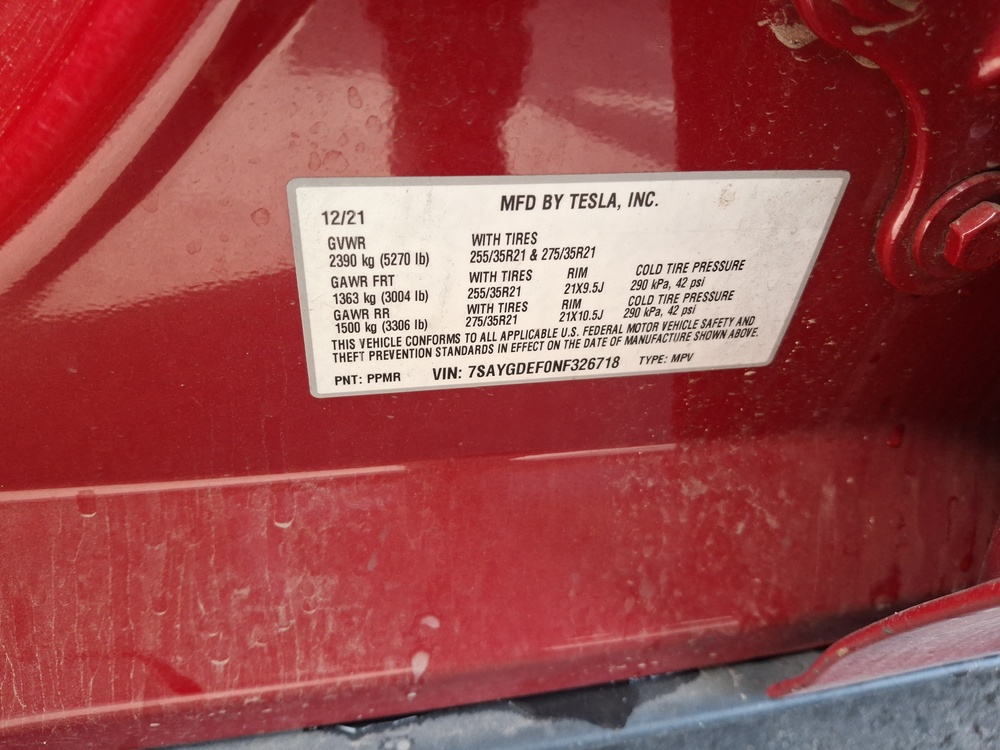 MFD BY TESLA, INC.
12/21
GVWR WITH TIRES
2390 kg (5270 lb) 255/35R21 & 275/35R21
GAWR FRT WITH TIRES RIM COLD TIRE PRESSURE
1363 kg (3004 lb) 255/35R21 21X9.5J 290 kPa, 42 psi
GAWR RR WITH TIRES RIM COLD TIRE PRESSURE
1500 kg (3306 lb) 275/35R21 21X10.5J 290 kPa, 42 psi
THIS VEHICLE CONFORMS TO ALL APPLICABLE U.S. FEDERAL MOTOR VEHICLE SAFETY AND
THEFT PREVENTION STANDARDS IN EFFECT ON THE DATE OF MANUFACTURE SHOWN ABOVE.
PNT: PPMR VIN: 7SAYGDEF0NF326718 TYPE: MPV